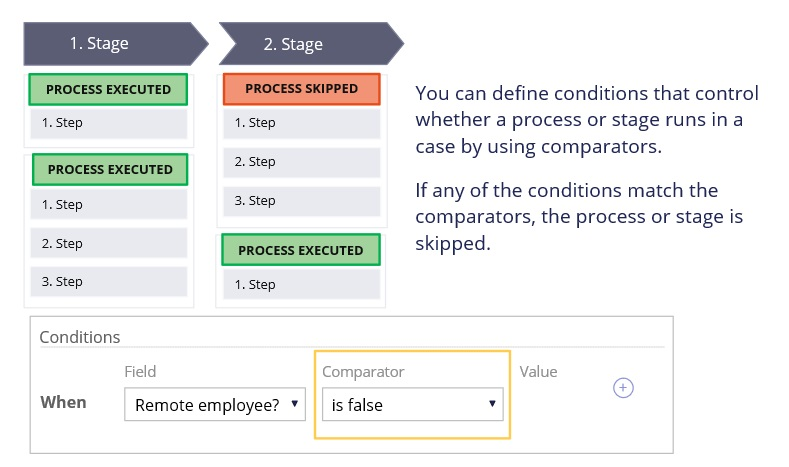 1. Stage
2. Stage
PROCESS EXECUTED
1. Step
PROCESS EXECUTED
1. Step
2. Step
3. Step
PROCESS SKIPPED
1. Step
2. Step
3. Step
PROCESS EXECUTED
1. Step
You can define conditions that control
whether a process or stage runs in a
case by using comparators.
If any of the conditions match the
comparators, the process or stage is
skipped.
Conditions
Field
Comparator
Value
When
Remote employee?
is false